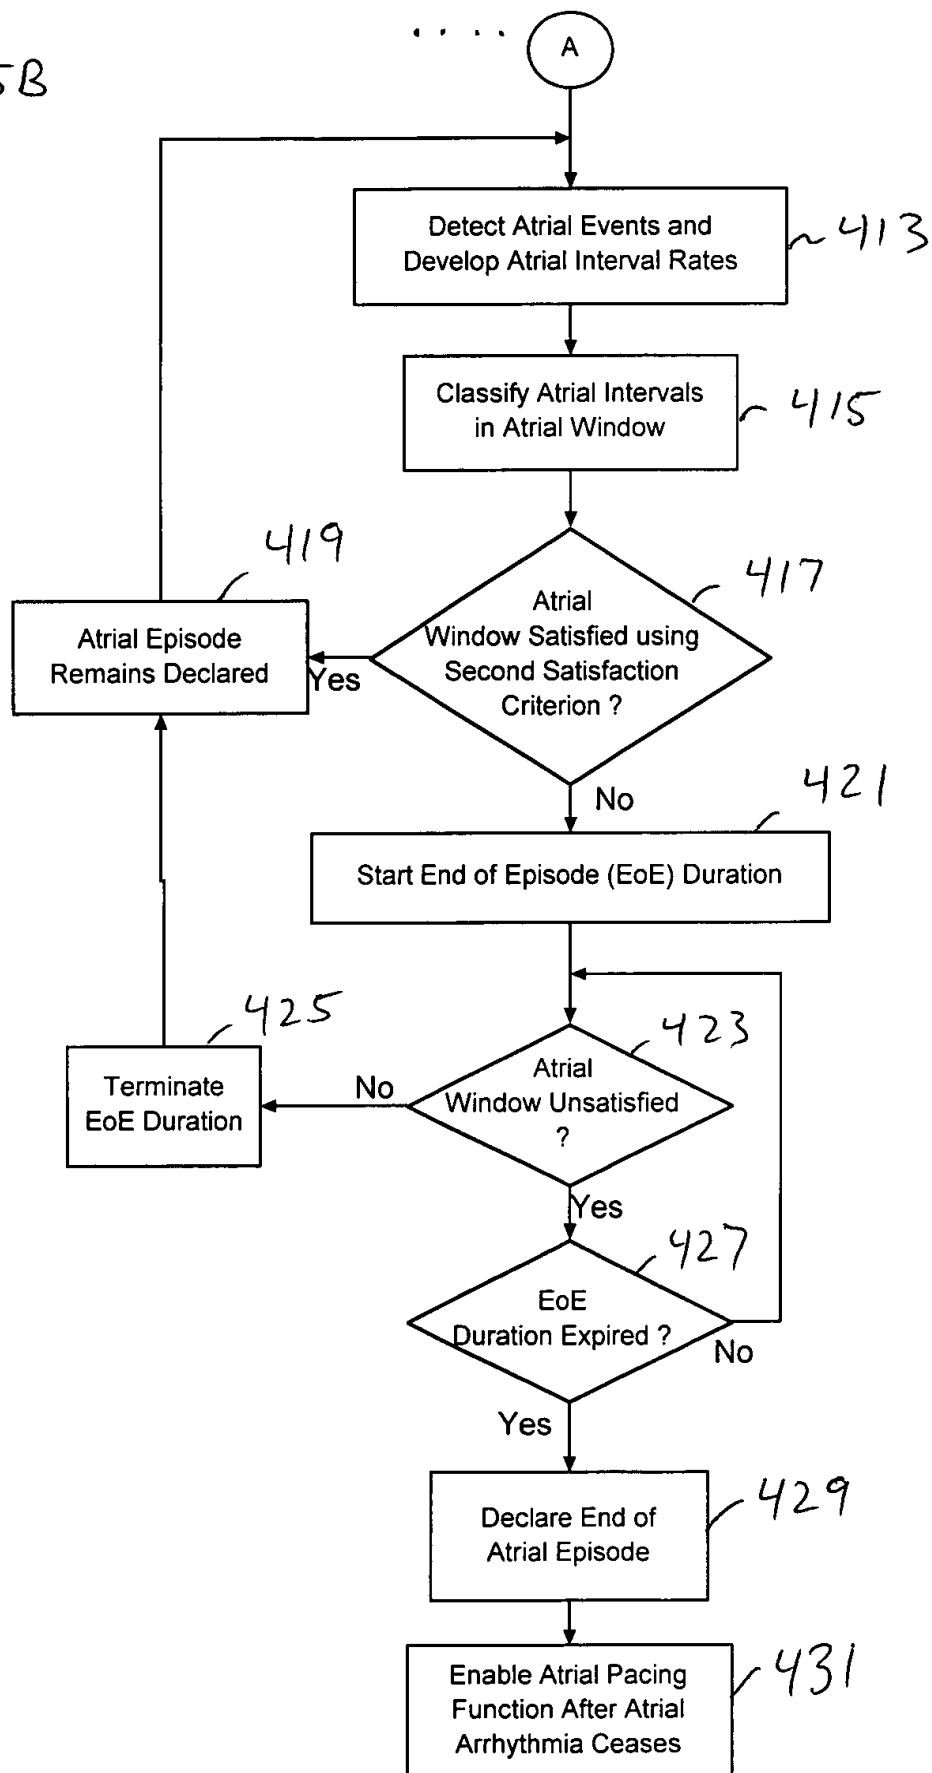 A
5B
Detect Atrial Events and
Develop Atrial Interval Rates
413
Classify Atrial Intervals
in Atrial Window
415
419
417
Atrial
Window Satisfied using
Second Satisfaction
Criterion ?
Atrial Episode
Remains Declared
Yes
No
421
Start End of Episode (EoE) Duration
425
423
Atrial
Window Unsatisfied
?
Terminate
EoE Duration
No
Yes
427
EoE
Duration Expired ?
No
Yes
429
Declare End of
Atrial Episode
431
Enable Atrial Pacing
Function After Atrial
Arrhythmia Ceases